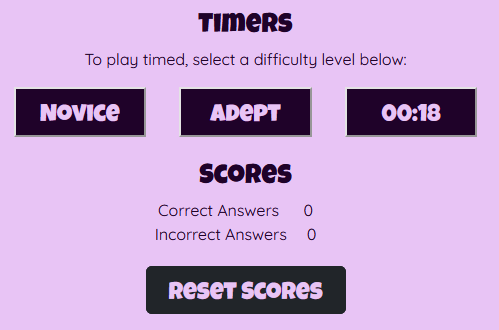 Timers
To play timed, select a difficulty level below:
Novice Adept 00:18
Scores
Correct Answers 0
Incorrect Answers 0
Reset Scores